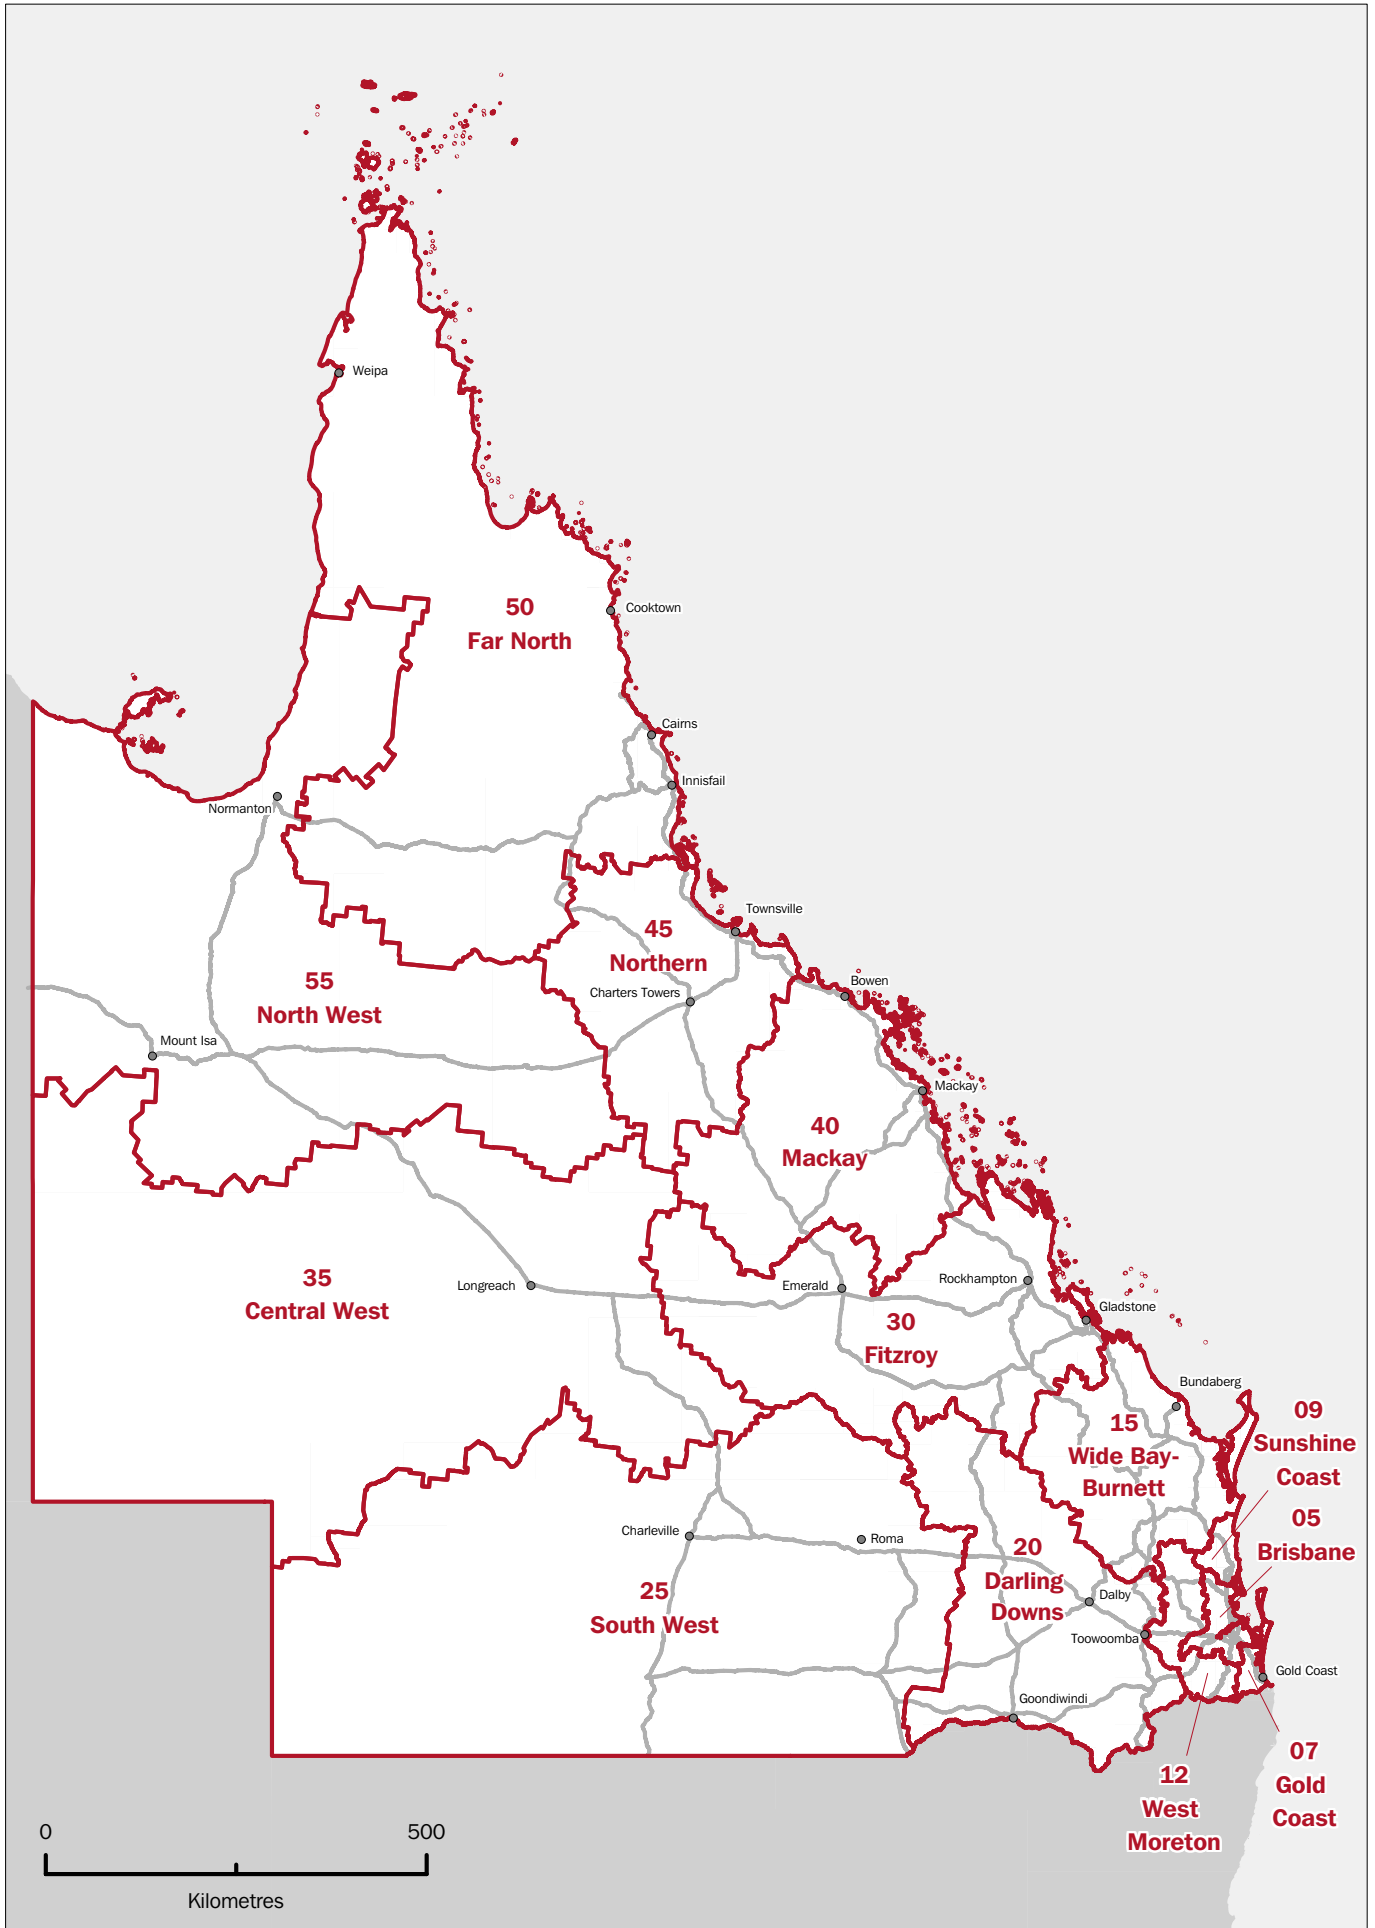 Weipa
50
Far North
Cooktown
Cairns
Innisfail
Normanton
45
Northern
Townsville
Charters Towers
Bowen
55
North West
Mount Isa
Mackay
40
Mackay
35
Central West
Longreach
Emerald
Rockhampton
30
Fitzroy
Gladstone
Bundaberg
15
Wide Bay-
Burnett
09
Sunshine
Coast
05
Brisbane
Charleville
Roma
20
Darling
Downs
25
South West
Dalby
Toowoomba
Gold Coast
Goondiwindi
07
Gold
Coast
12
West
Moreton
0
500
Kilometres